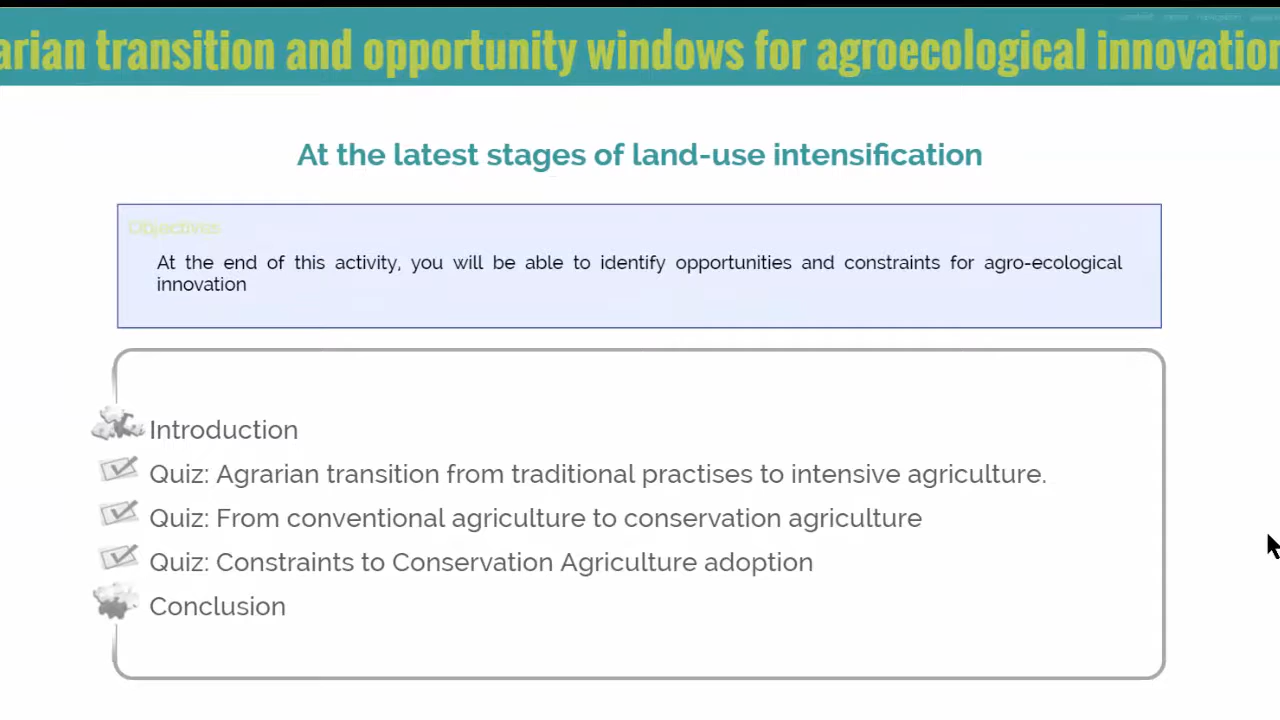 arian transition and opportunity windows for agroecological innovation
At the latest stages of land-use intensification
Objectives
At the end of this activity, you will be able to identify opportunities and constraints for agro-ecological
innovation
Introduction
Quiz: Agrarian transition from traditional practises to intensive agriculture.
Quiz: From conventional agriculture to conservation agriculture
Quiz: Constraints to Conservation Agriculture adoption
Conclusion